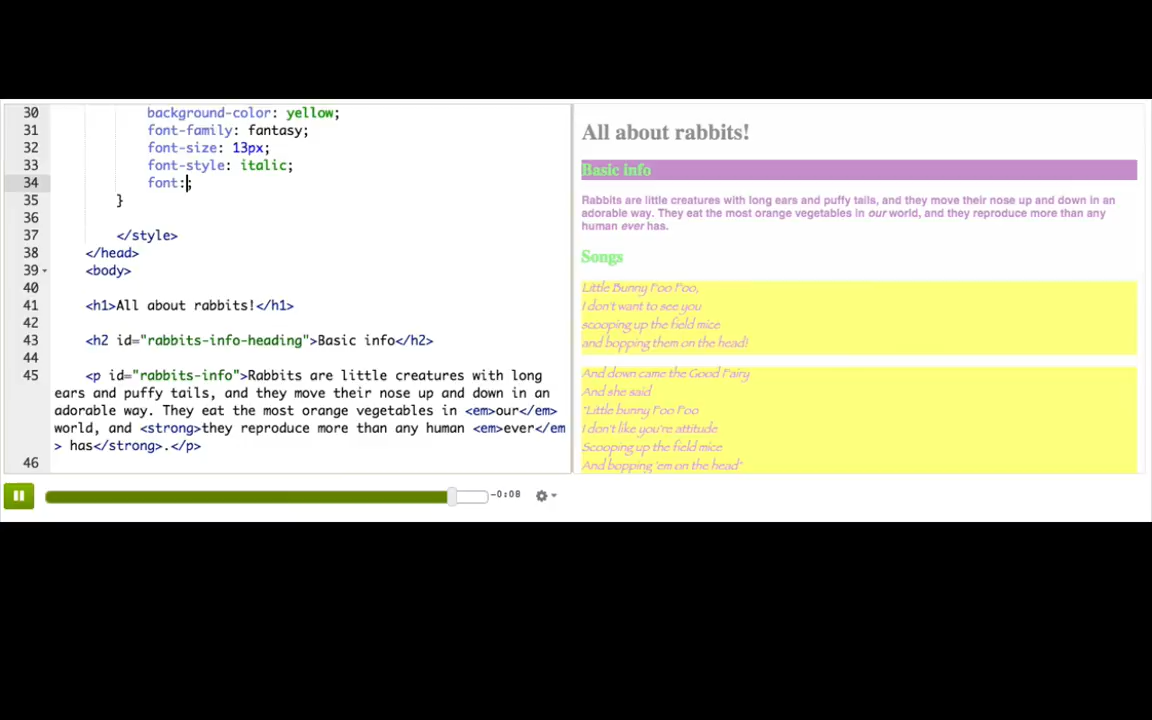 30 background-color: yellow;
31 font-family: fantasy;
32 font-size: 13px;
33 font-style: italic;
34 font:;
35 }
36
37 </style>
38 </head>
39 <body>
40
41 <h1>All about rabbits!</h1>
42
43 <h2 id="rabbits-info-heading">Basic info</h2>
44
45 <p id="rabbits-info">Rabbits are little creatures with long
ears and puffy tails, and they move their nose up and down in an
adorable way. They eat the most orange vegetables in <em>our</em>
world, and <strong>they reproduce more than any human <em>ever</em
> has</strong>.</p>
46
-0:08
All about rabbits!
Basic info
Rabbits are little creatures with long ears and puffy tails, and they move their nose up and down in an
adorable way. They eat the most orange vegetables in our world, and they reproduce more than any
human ever has.
Songs
Little Bunny Foo Foo,
I don't want to see you
scooping up the field mice
and bopping them on the head!
And down came the Good Fairy
And she said
"Little bunny Foo Foo
I don't like you're attitude
Scooping up the field mice
And bopping 'em on the head"